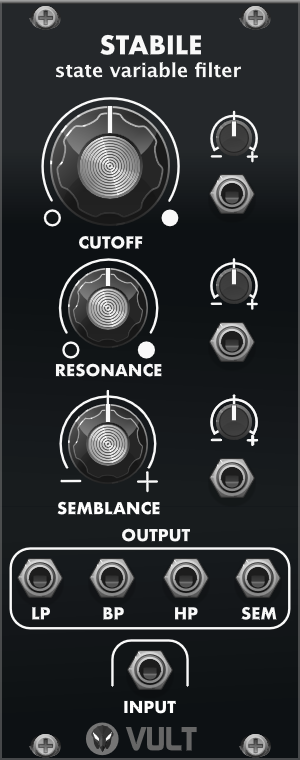 STABILE
state variable filter
- +
CUTOFF
- +
RESONANCE
- +
- +
SEMBLANCE
OUTPUT
LP BP HP SEM
INPUT
VULT